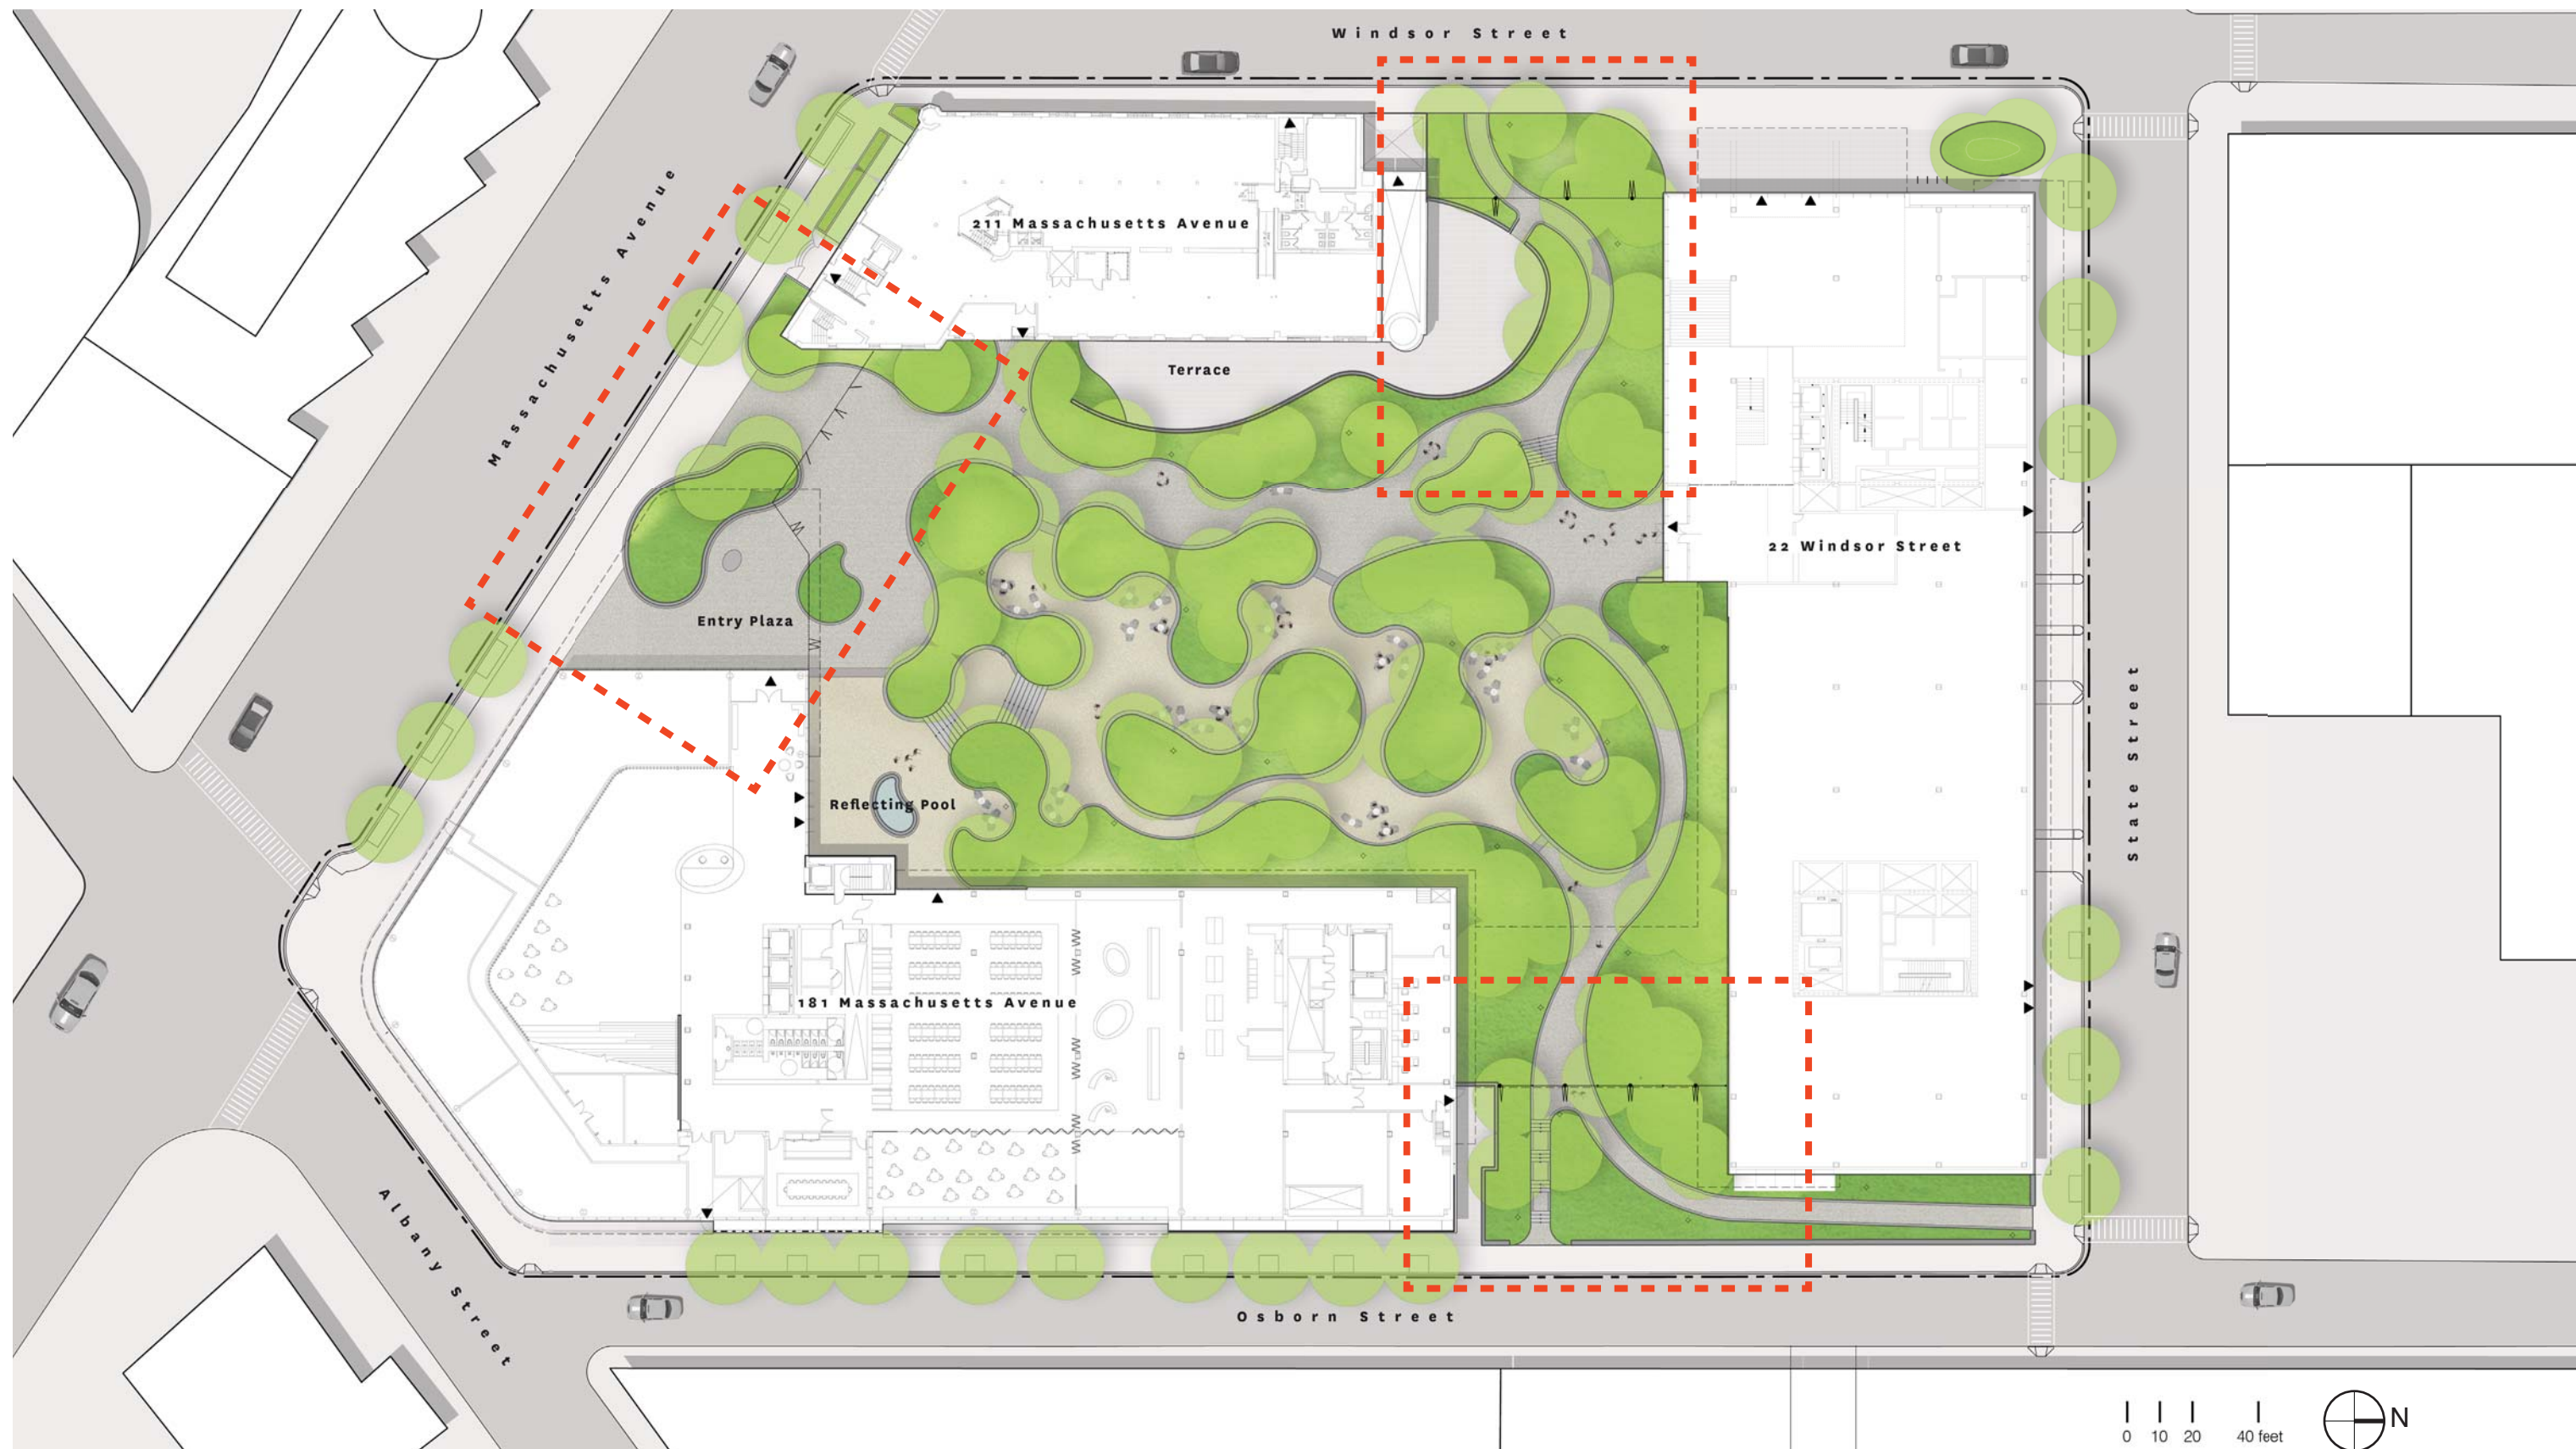 Windsor Street
Massachusetts Avenue
211 Massachusetts Avenue
Terrace
22 Windsor Street
Entry Plaza
State Street
Reflecting Pool
181 Massachusetts Avenue
Albany Street
Osborn Street
0 10 20 40 feet
N